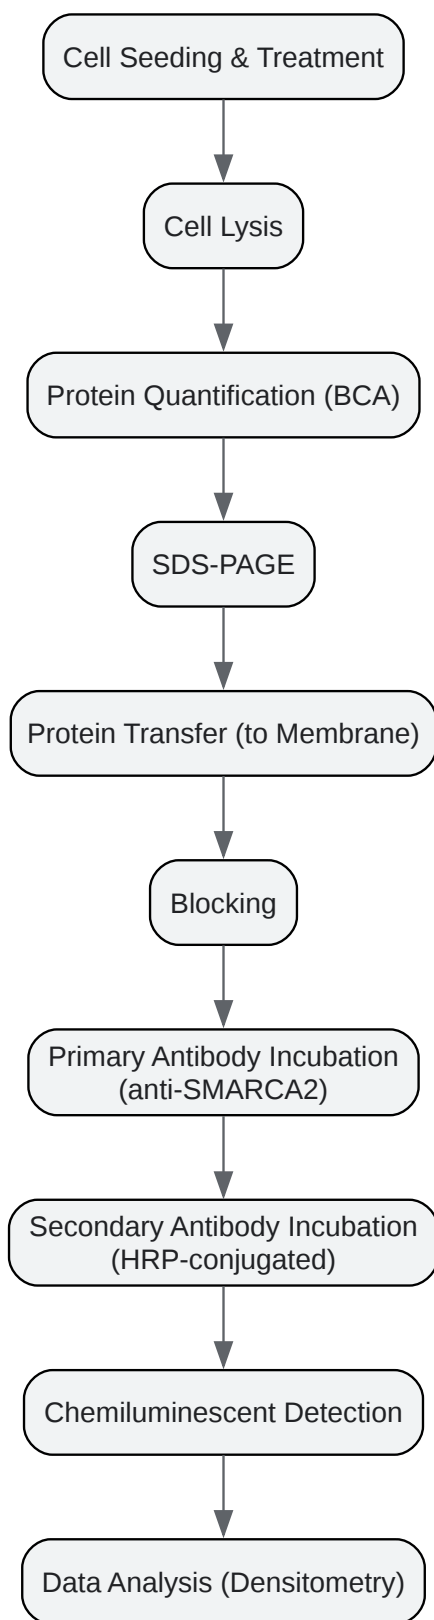 Cell Seeding & Treatment
Cell Lysis
Protein Quantification (BCA)
SDS-PAGE
Protein Transfer (to Membrane)
Blocking
Primary Antibody Incubation
(anti-SMARCA2)
Secondary Antibody Incubation
(HRP-conjugated)
Chemiluminescent Detection
Data Analysis (Densitometry)